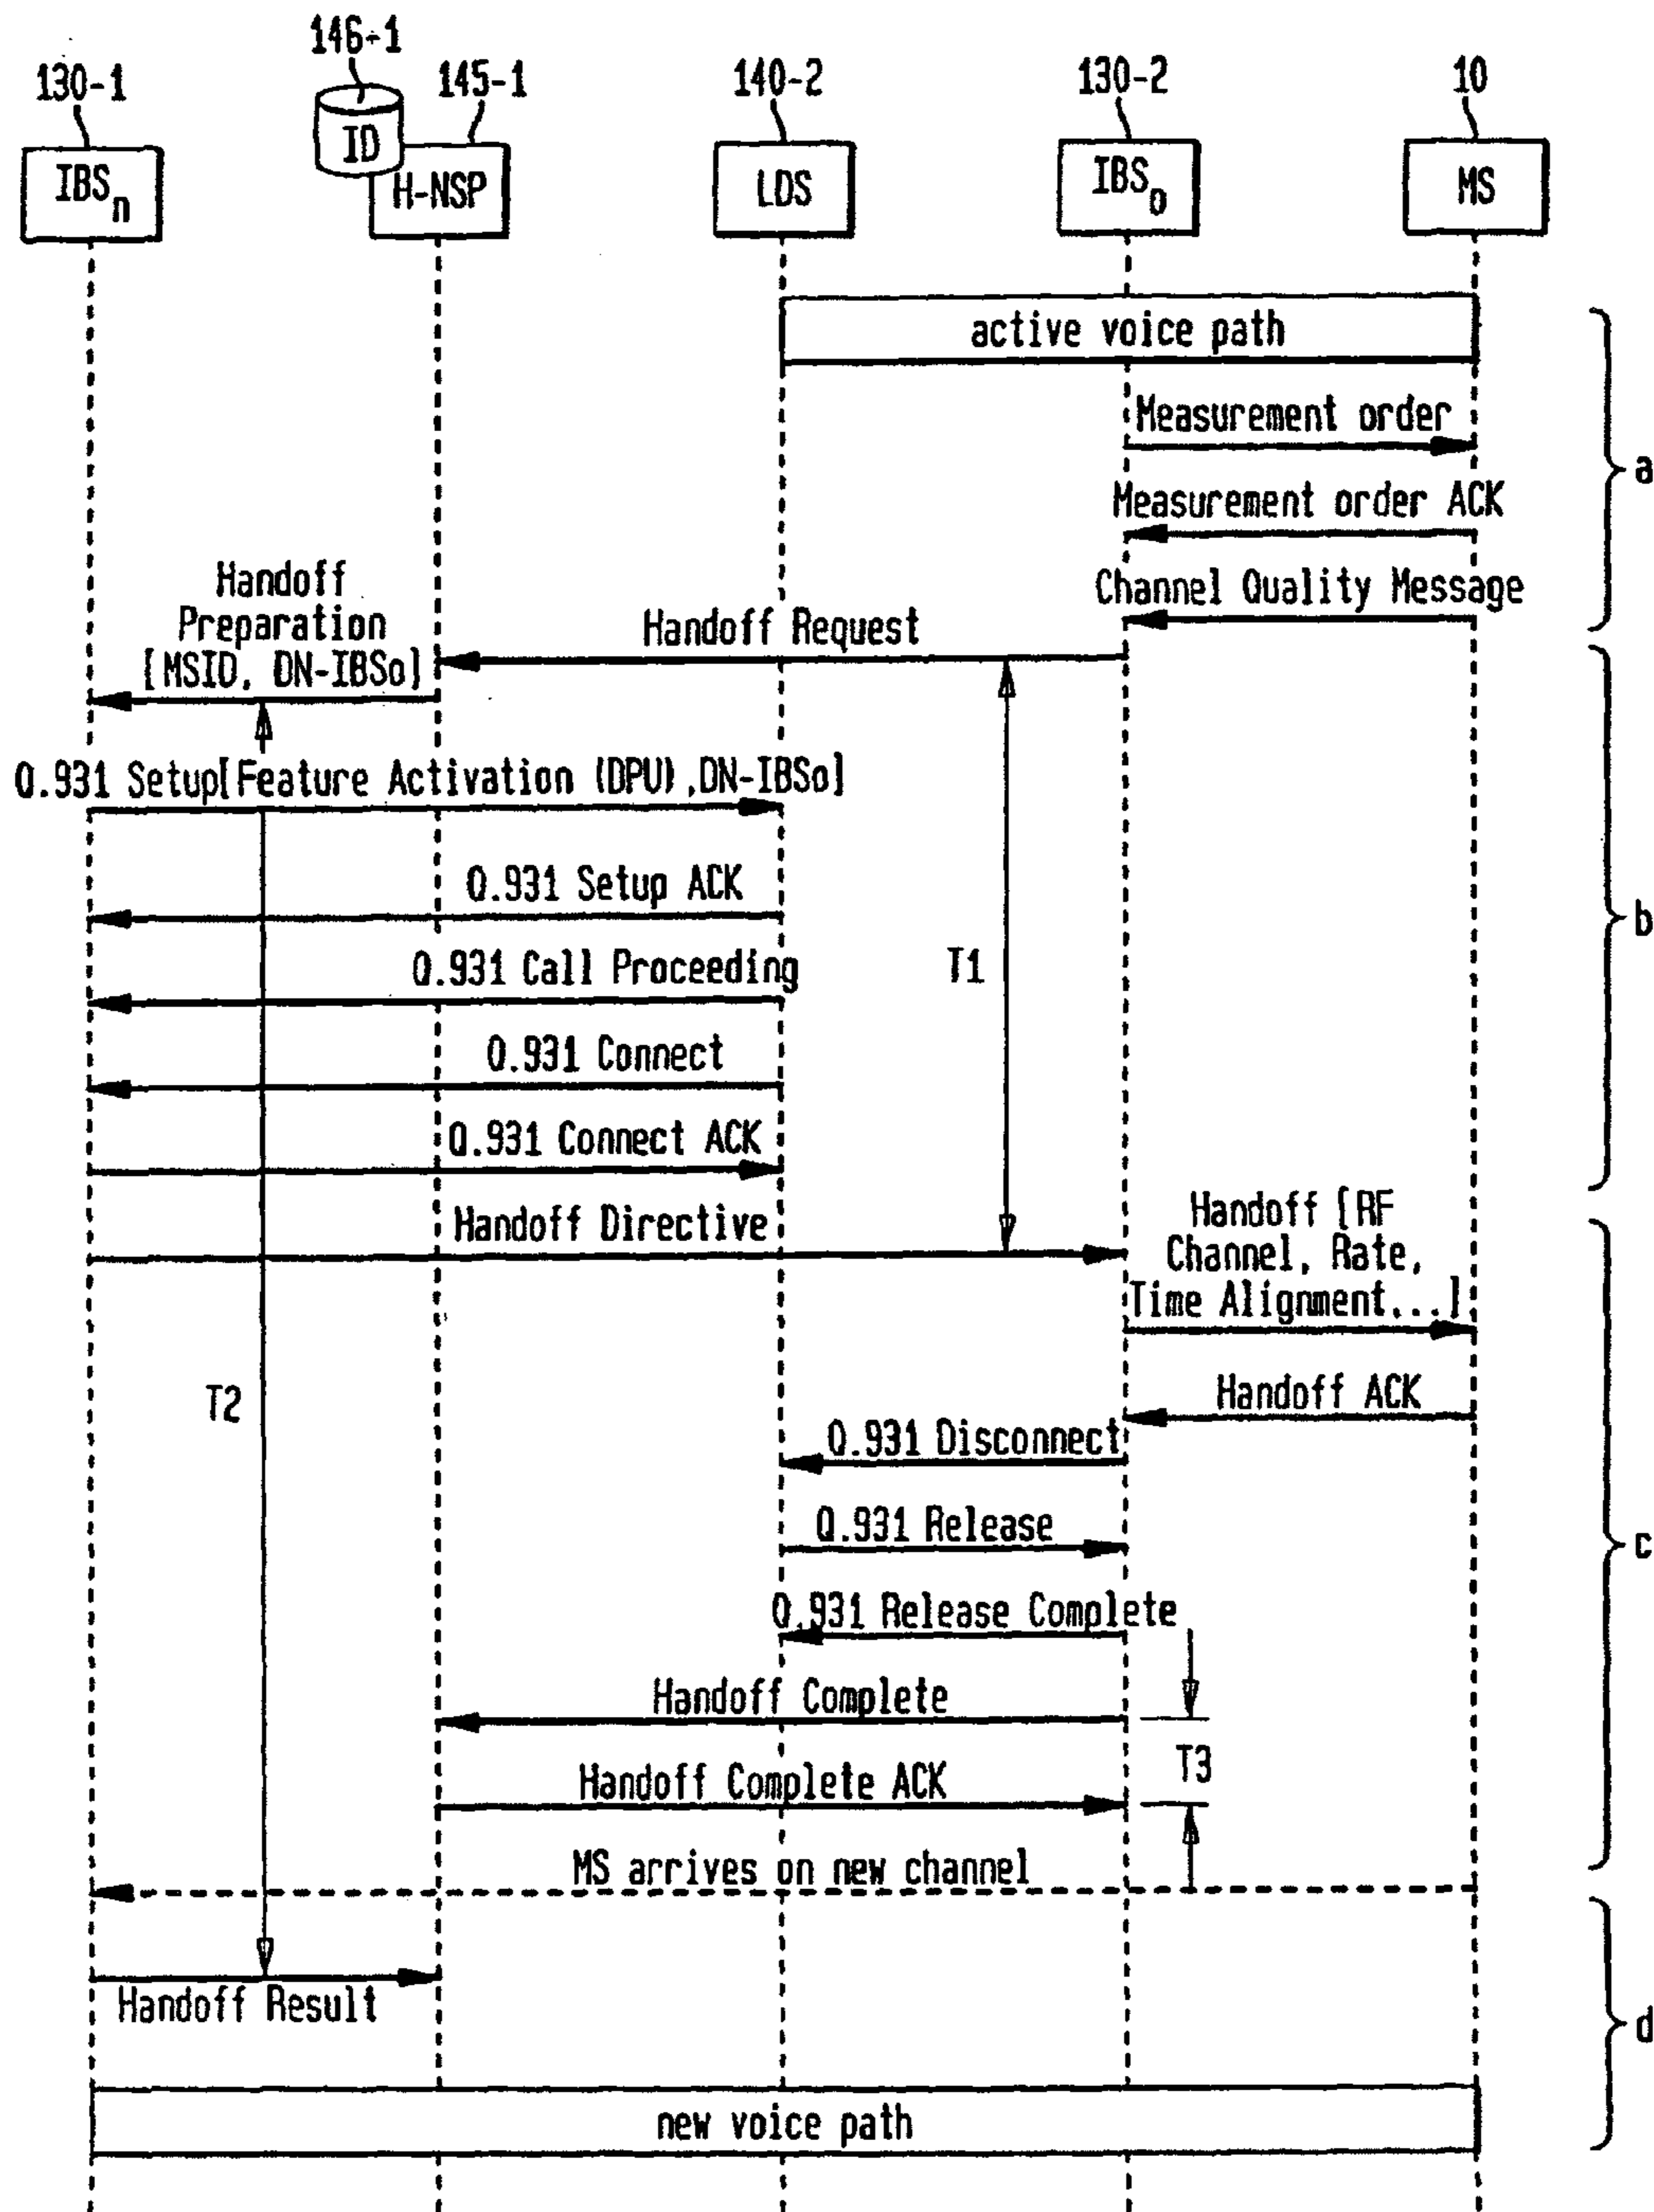 146-1
130-1
145-1
140-2
130-2
10
ID
IBSn
H-NSP
LDS
IBSo
MS
active voice path
Measurement order
a
Measurement order ACK
Handoff
Preparation
[MSID, DN-IBSo]
Channel Quality Message
Handoff Request
Q.931 Setup[Feature Activation (DPU),DN-IBSo]
Q.931 Setup ACK
b
Q.931 Call Proceeding
T1
Q.931 Connect
Q.931 Connect ACK
Handoff Directive
Handoff [RF
Channel, Rate,
Time Alignment...]
T2
Handoff ACK
Q.931 Disconnect
Q.931 Release
c
Q.931 Release Complete
Handoff Complete
T3
Handoff Complete ACK
MS arrives on new channel
Handoff Result
d
new voice path